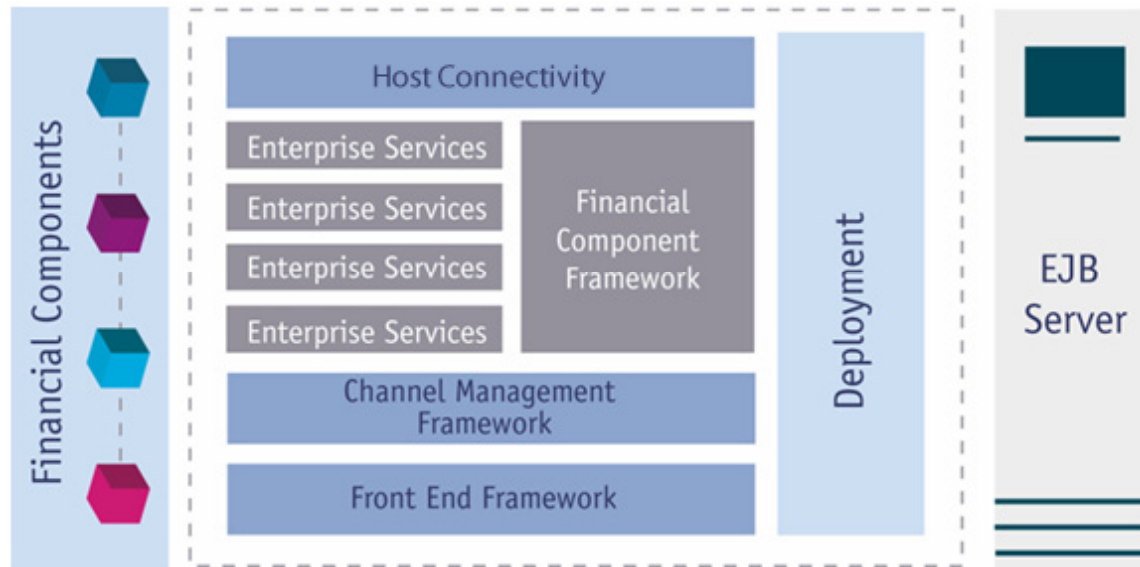 Financial Components
Host Connectivity
Enterprise Services
Enterprise Services
Enterprise Services
Enterprise Services
Financial
Component
Framework
Channel Management
Framework
Front End Framework
Deployment
EJB
Server